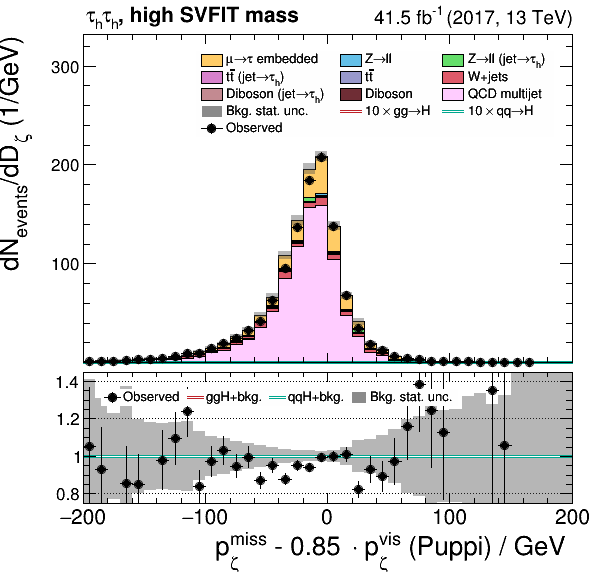 τhτh, high SVFIT mass
41.5 fb-1 (2017, 13 TeV)
dNevents/dDζ (1/GeV)
300
200
100
μ→τ embedded
Z→ll
Z→ll (jet→τh)
tt̄ (jet→τh)
tt̄
W+jets
Diboson (jet→τh)
Diboson
QCD multijet
Bkg. stat. unc.
10×gg→H
10×qq→H
Observed
1.4
1.2
1
0.8
Observed
ggH+bkg.
qqH+bkg.
Bkg. stat. unc.
−200
−100
0
100
200
pζmiss - 0.85 · pζvis (Puppi) / GeV